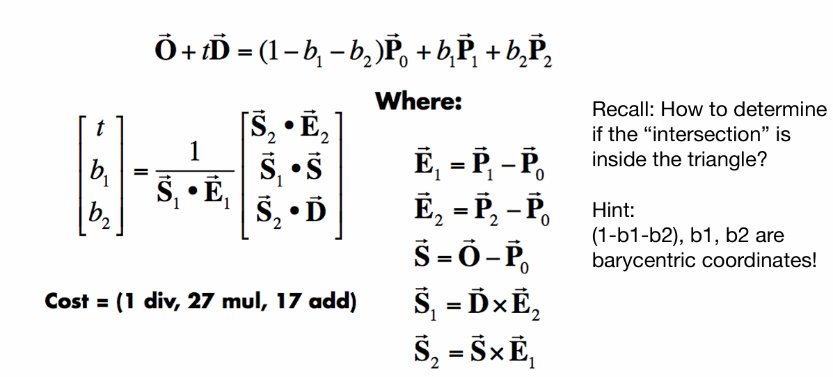 O⃗ + tD⃗ = (1 − b₁ − b₂)P⃗₀ + b₁P⃗₁ + b₂P⃗₂
Where:
[t b₁ b₂] = 1 / (S⃗₁ • E⃗₁) [S⃗₂ • E⃗₂ S⃗₁ • S⃗ S⃗₂ • D⃗]
E⃗₁ = P⃗₁ − P⃗₀
E⃗₂ = P⃗₂ − P⃗₀
S⃗ = O⃗ − P⃗₀
S⃗₁ = D⃗ × E⃗₂
S⃗₂ = S⃗ × E⃗₁
Cost = (1 div, 27 mul, 17 add)
Recall: How to determine
if the “intersection” is
inside the triangle?
Hint:
(1-b1-b2), b1, b2 are
barycentric coordinates!